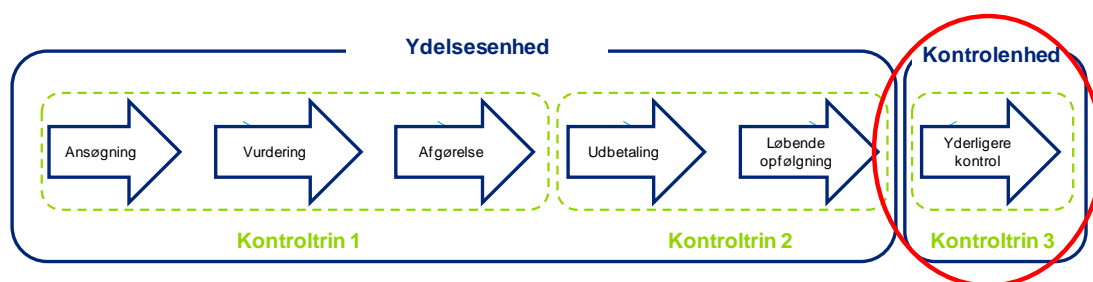 Ydelsesenhed
Kontrolenhed
Ansøgning
Vurdering
Afgørelse
Udbetaling
Løbende
opfølgning
Yderligere
kontrol
Kontroltrin 1
Kontroltrin 2
Kontroltrin 3